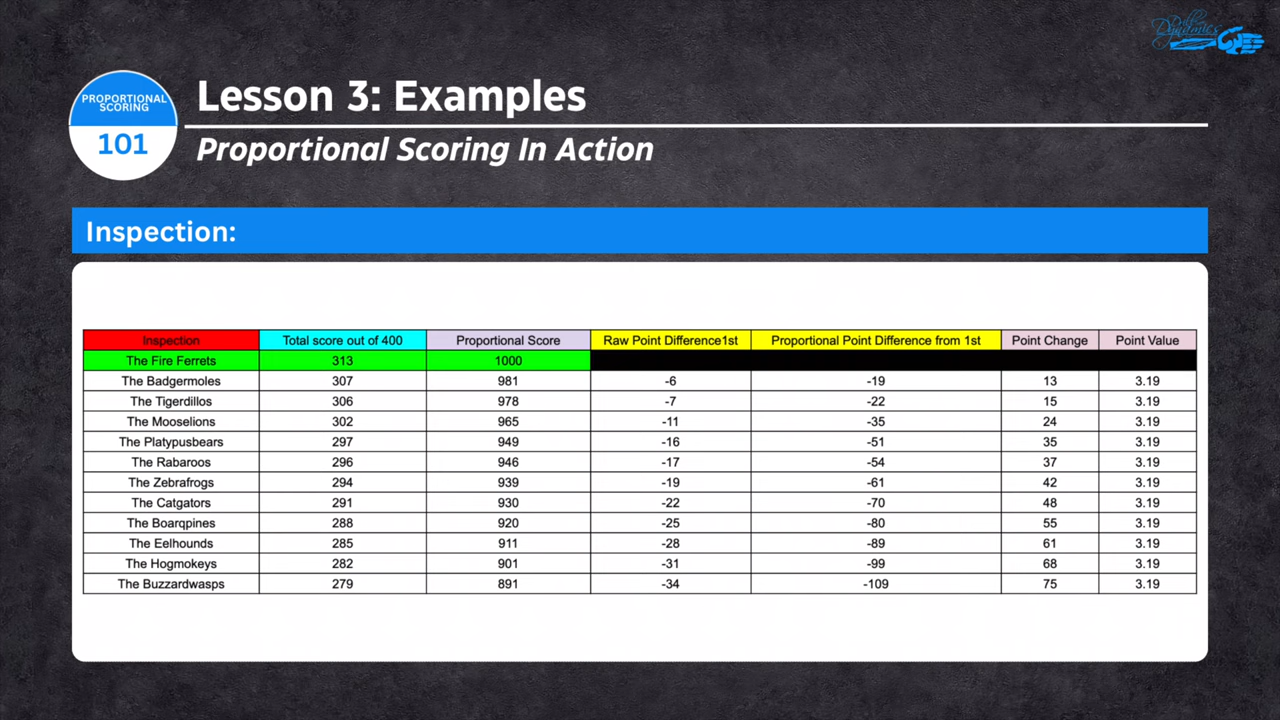 Drill Dynamics
PROPORTIONAL
SCORING
101
Lesson 3: Examples
Proportional Scoring In Action
Inspection:
Inspection Total score out of 400 Proportional Score Raw Point Difference1st Proportional Point Difference from 1st Point Change Point Value
The Fire Ferrets 313 1000
The Badgermoles 307 981 -6 -19 13 3.19
The Tigerdillos 306 978 -7 -22 15 3.19
The Mooselions 302 965 -11 -35 24 3.19
The Platypusbears 297 949 -16 -51 35 3.19
The Rabaroos 296 946 -17 -54 37 3.19
The Zebrafrogs 294 939 -19 -61 42 3.19
The Catgators 291 930 -22 -70 48 3.19
The Boarqpines 288 920 -25 -80 55 3.19
The Eelhounds 285 911 -28 -89 61 3.19
The Hogmokeys 282 901 -31 -99 68 3.19
The Buzzardwasps 279 891 -34 -109 75 3.19